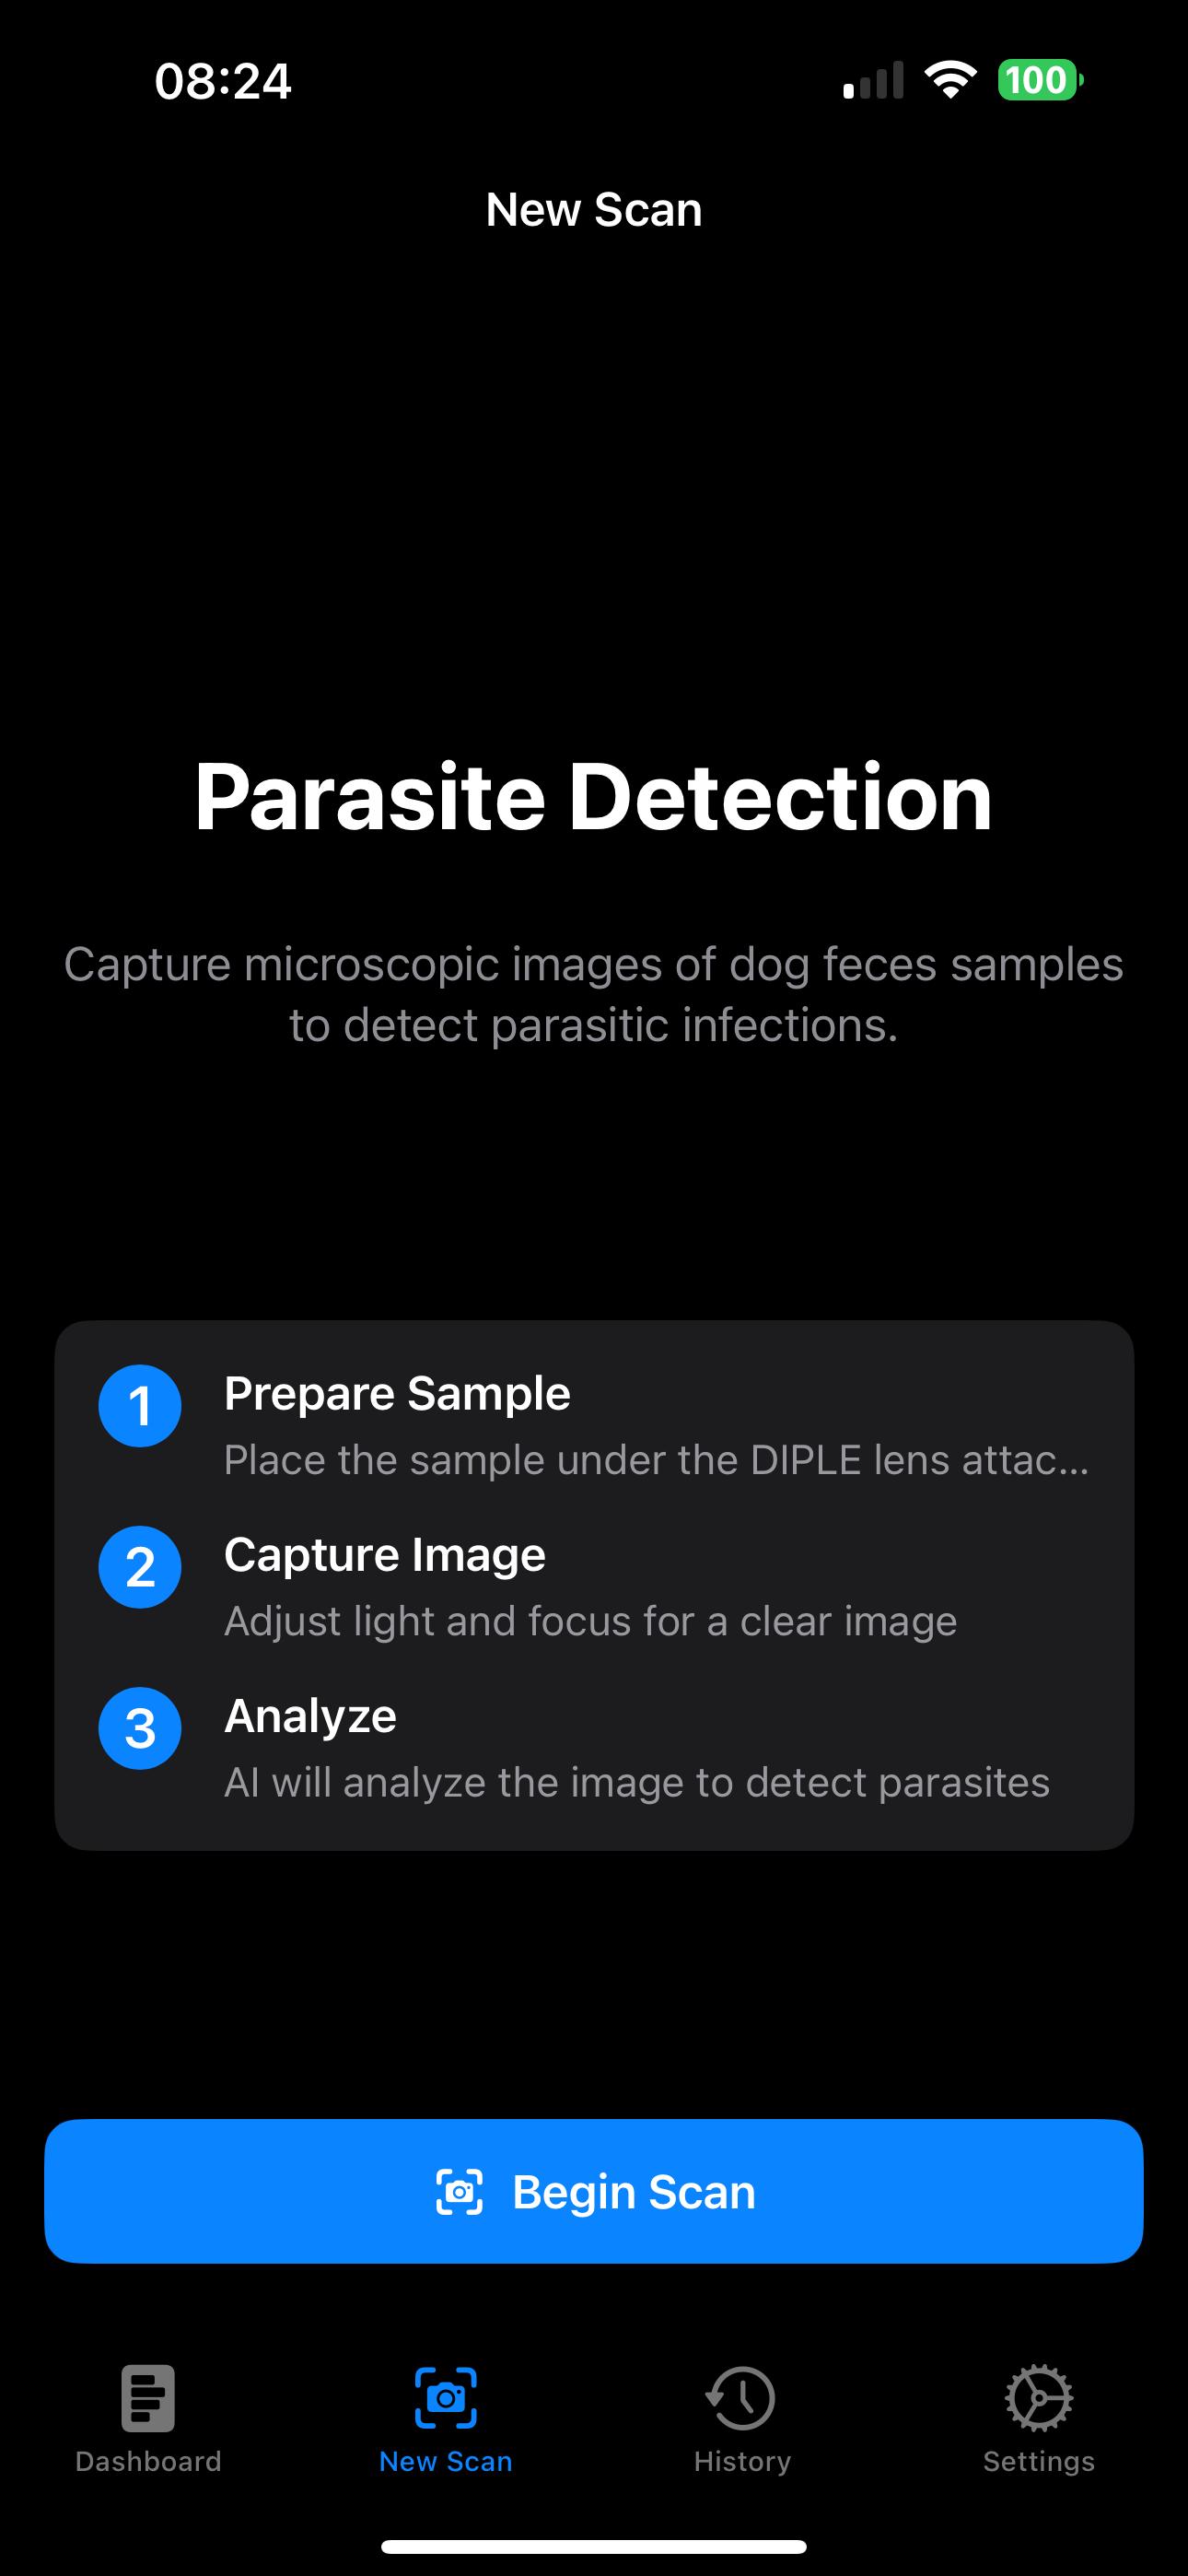 08:24
100
New Scan
Parasite Detection
Capture microscopic images of dog feces samples
to detect parasitic infections.
1
Prepare Sample
Place the sample under the DIPLE lens attac...
2
Capture Image
Adjust light and focus for a clear image
3
Analyze
AI will analyze the image to detect parasites
Begin Scan
Dashboard
New Scan
History
Settings